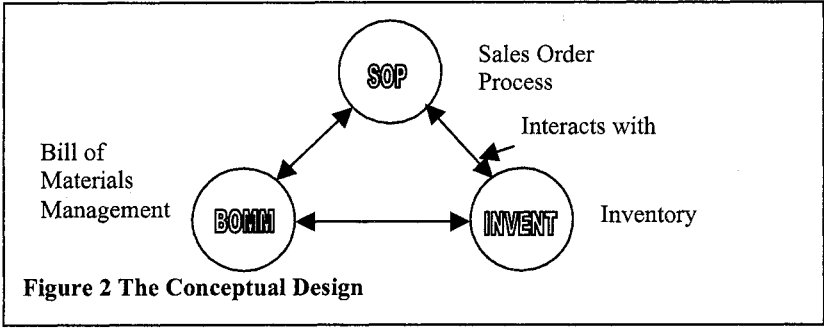 SOP
Sales Order
Process
Interacts with
Bill of
Materials
Management
BOMM
INVENT
Inventory
Figure 2 The Conceptual Design